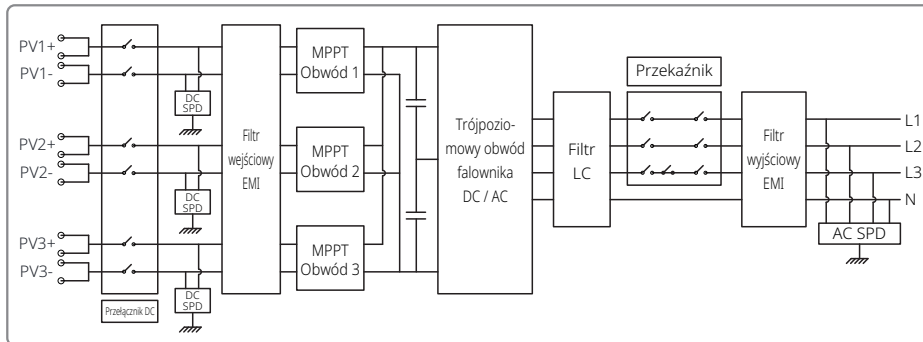 PV1+
PV1-
PV2+
PV2-
PV3+
PV3-
Przełącznik DC
DC
SPD
DC
SPD
DC
SPD
Filtr
wejściowy
EMI
MPPT
Obwód 1
MPPT
Obwód 2
MPPT
Obwód 3
Trójpozio-
mowy obwód
falownika
DC / AC
Filtr
LC
Przekaźnik
Filtr
wyjściowy
EMI
L1
L2
L3
N
AC SPD